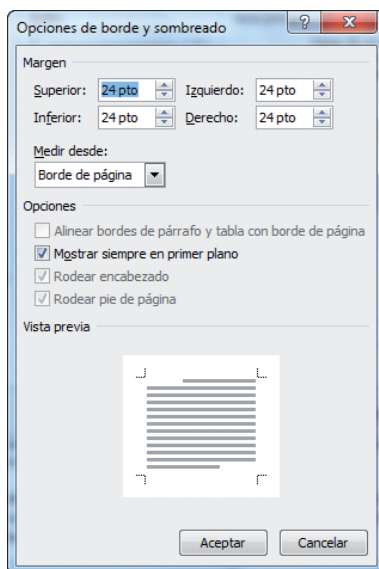 Opciones de borde y sombreado
Margen
Superior: 24 pto Izquierdo: 24 pto
Inferior: 24 pto Derecho: 24 pto
Medir desde:
Borde de página
Opciones
Alinear bordes de párrafo y tabla con borde de página
Mostrar siempre en primer plano
Rodear encabezado
Rodear pie de página
Vista previa
Aceptar Cancelar